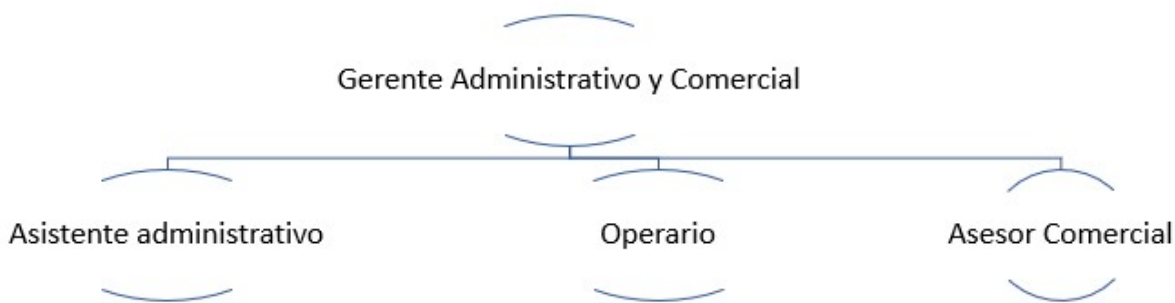 Gerente Administrativo y Comercial
Asistente administrativo
Operario
Asesor Comercial